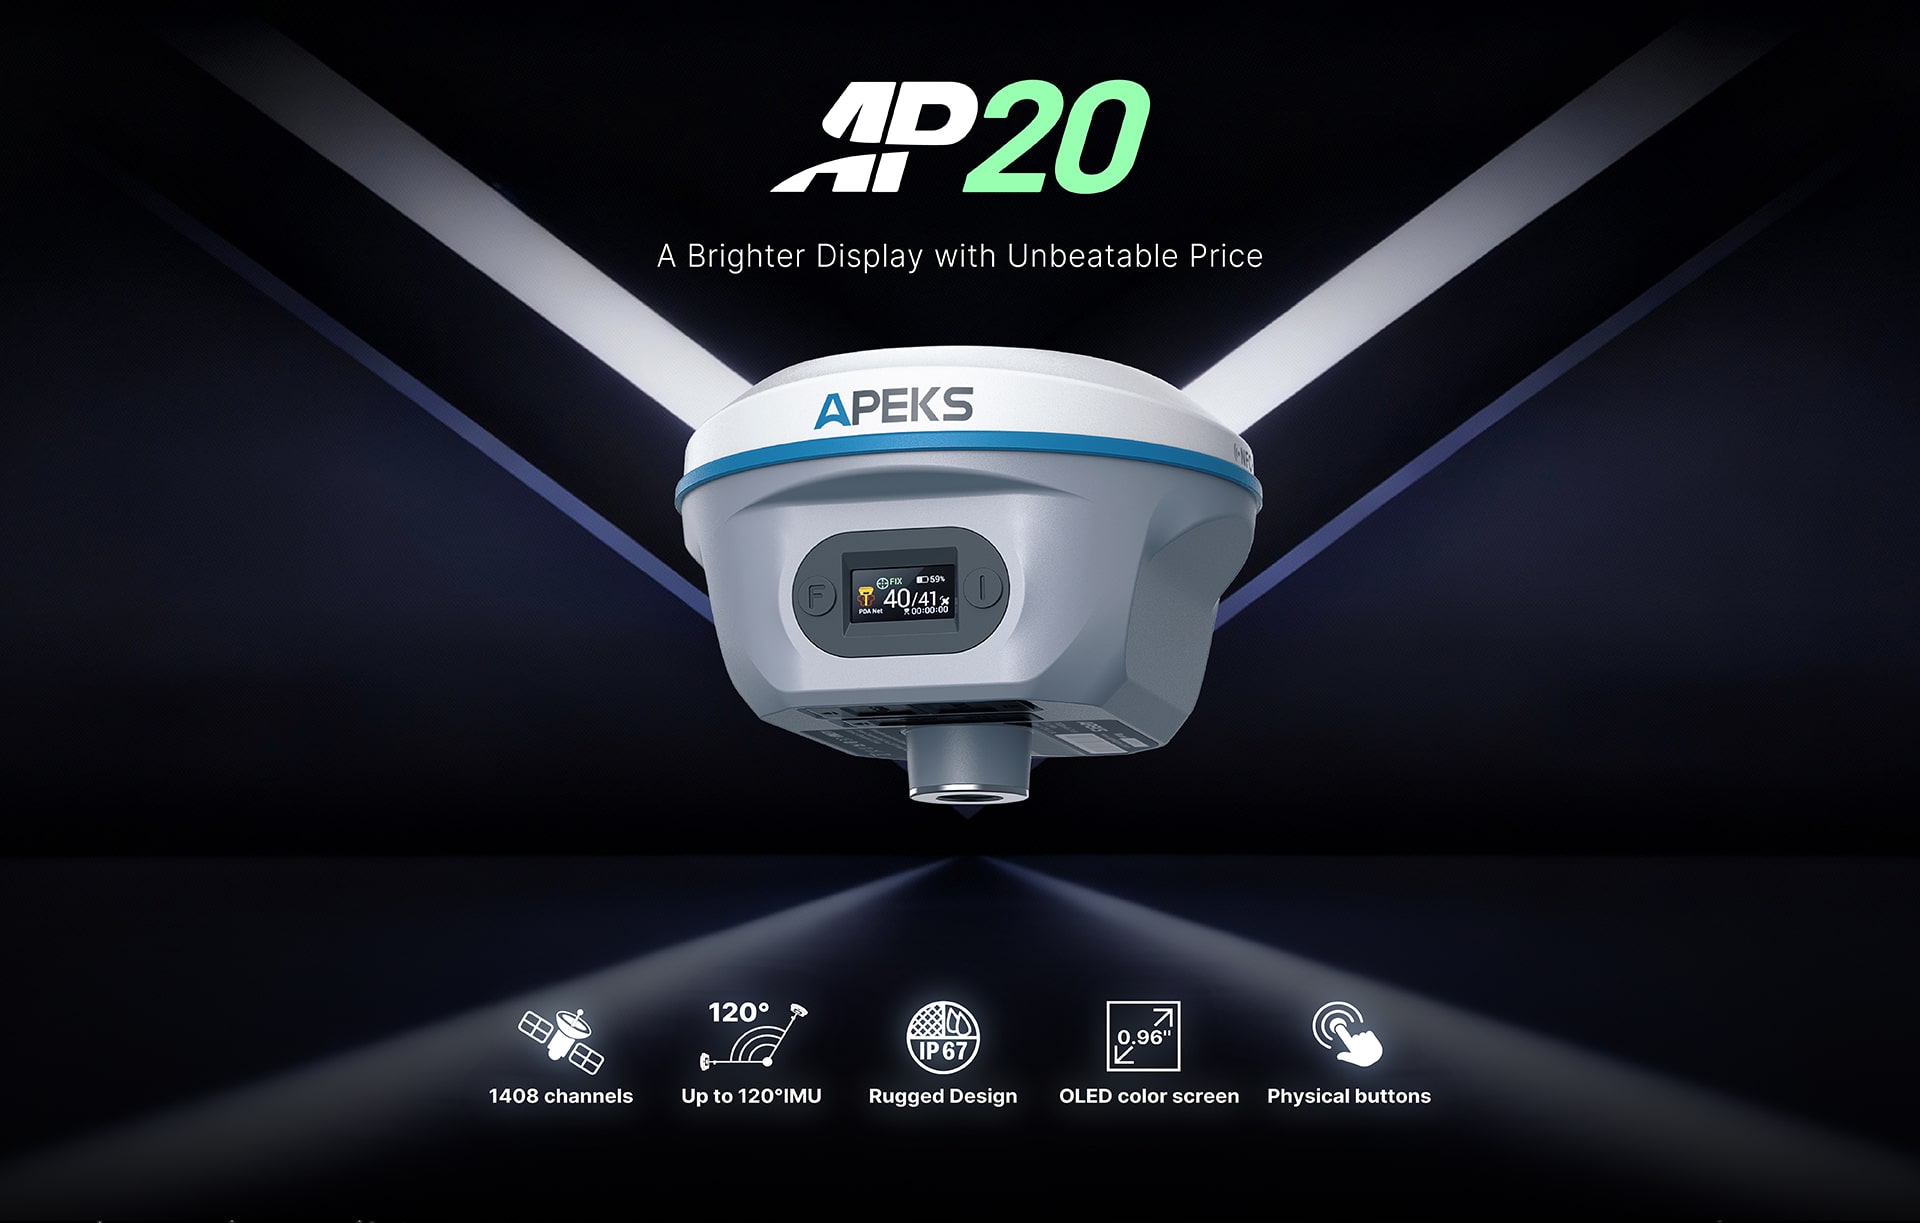 AP20
A Brighter Display with Unbeatable Price
APEKS
NFC
FIX
59%
40/41
PDA Net
00:00:00
F
120°
IP67
0.96"
1408 channels
Up to 120°IMU
Rugged Design
OLED color screen
Physical buttons